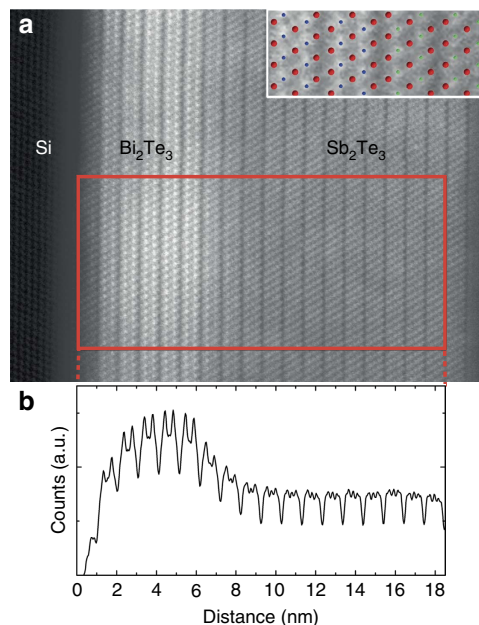 a
Si
Bi₂Te₃
Sb₂Te₃
b
Counts (a.u.)
0 2 4 6 8 10 12 14 16 18
Distance (nm)